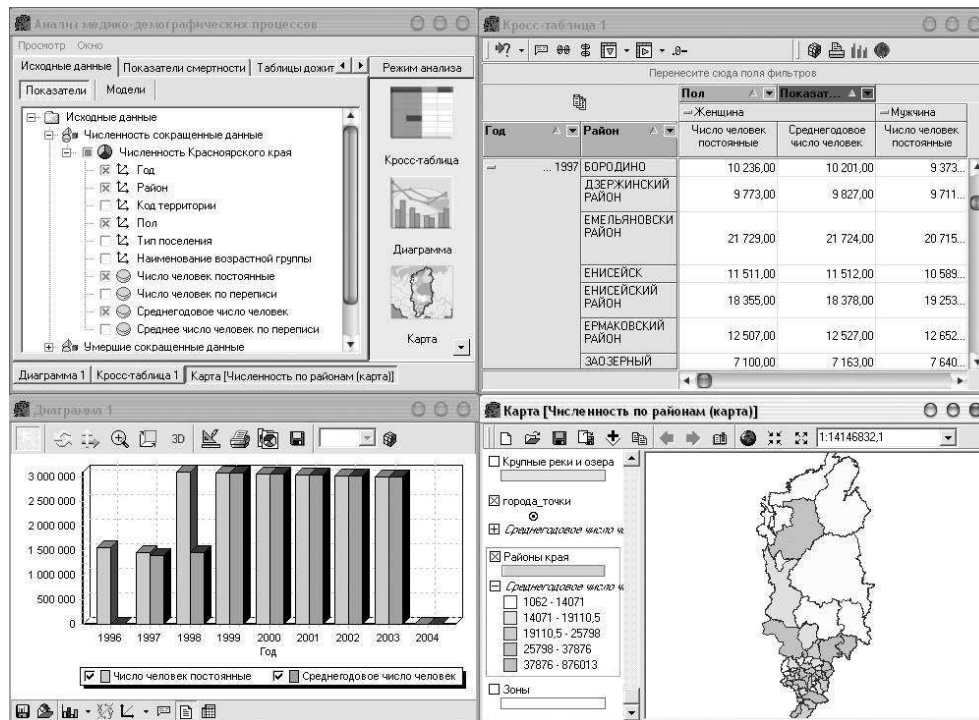 Анализ медико-демографических процессов
Просмотр Окно
Исходные данные Показатели смертности Таблицы дожит
Режим анализа
Показатели Модели
Исходные данные
Численность сокращенные данные
Численность Красноярского края
Год
Район
Код территории
Пол
Тип поселения
Наименование возрастной группы
Число человек постоянные
Число человек по переписи
Среднегодовое число человек
Среднее число человек по переписи
Умершие сокращенные данные
Кросс-таблица
Диаграмма
Карта
Диаграмма 1 Кросс-таблица 1 Карта [Численность по районам (карта)]
Кросс-таблица 1
Перенесите сюда поля фильтров
Пол Показат...
Женщина Мужчина
Год Район Число человек постоянные Среднегодовое число человек Число человек постоянные
... 1997 БОРОДИНО 10 236,00 10 201,00 9 373...
ДЗЕРЖИНСКИЙ РАЙОН 9 773,00 9 827,00 9 711...
ЕМЕЛЬЯНОВСКИ РАЙОН 21 729,00 21 724,00 20 715...
ЕНИСЕЙСК 11 511,00 11 512,00 10 589...
ЕНИСЕЙСКИЙ РАЙОН 18 355,00 18 378,00 19 253...
ЕРМАКОВСКИЙ РАЙОН 12 507,00 12 527,00 12 652...
ЗАОЗЕРНЫЙ 7 100,00 7 163,00 7 640...
Диаграмма 1
3D
3 000 000
2 500 000
2 000 000
1 500 000
1 000 000
500 000
0
1996 1997 1998 1999 2000 2001 2002 2003 2004
Год
Число человек постоянные Среднегодовое число человек
Карта [Численность по районам (карта)]
1:14146832,1
Крупные реки и озера
города_точки
Среднегодовое число ч
Районы края
Среднегодовое число ч
1062 - 14071
14071 - 19110,5
19110,5 - 25798
25798 - 37876
37876 - 876013
Зоны